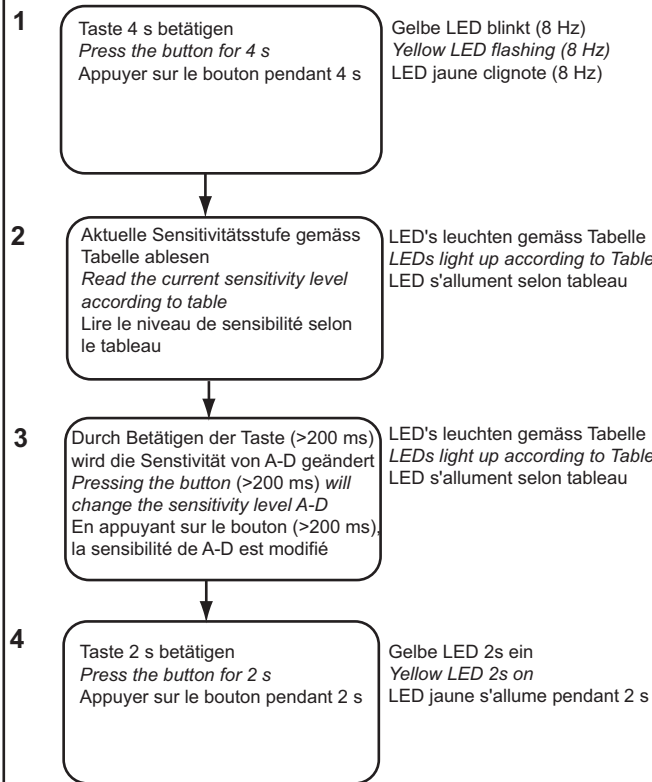 1
Taste 4 s betätigen
Press the button for 4 s
Appuyer sur le bouton pendant 4 s
Gelbe LED blinkt (8 Hz)
Yellow LED flashing (8 Hz)
LED jaune clignote (8 Hz)
2
Aktuelle Sensitivitätsstufe gemäss
Tabelle ablesen
Read the current sensitivity level
according to table
Lire le niveau de sensibilité selon
le tableau
LED's leuchten gemäss Tabelle
LEDs light up according to Table
LED s'allument selon tableau
3
Durch Betätigen der Taste (>200 ms)
wird die Senstivität von A-D geändert
Pressing the button (>200 ms) will
change the sensitivity level A-D
En appuyant sur le bouton (>200 ms),
la sensibilité de A-D est modifié
LED's leuchten gemäss Tabelle
LEDs light up according to Table
LED s'allument selon tableau
4
Taste 2 s betätigen
Press the button for 2 s
Appuyer sur le bouton pendant 2 s
Gelbe LED 2s ein
Yellow LED 2s on
LED jaune s'allume pendant 2 s